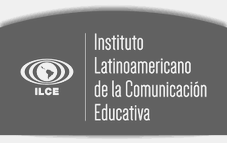 ILCE
Instituto
Latinoamericano
de la Comunicación
Educativa